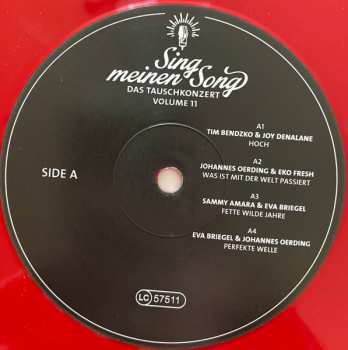 Sing
meinen Song
DAS TAUSCHKONZERT
VOLUME 11
A1
TIM BENDZKO & JOY DENALANE
HOCH
A2
JOHANNES OERDING & EKO FRESH
WAS IST MIT DER WELT PASSIERT
SIDE A
A3
SAMMY AMARA & EVA BRIEGEL
FETTE WILDE JAHRE
A4
EVA BRIEGEL & JOHANNES OERDING
PERFEKTE WELLE
LC 57511